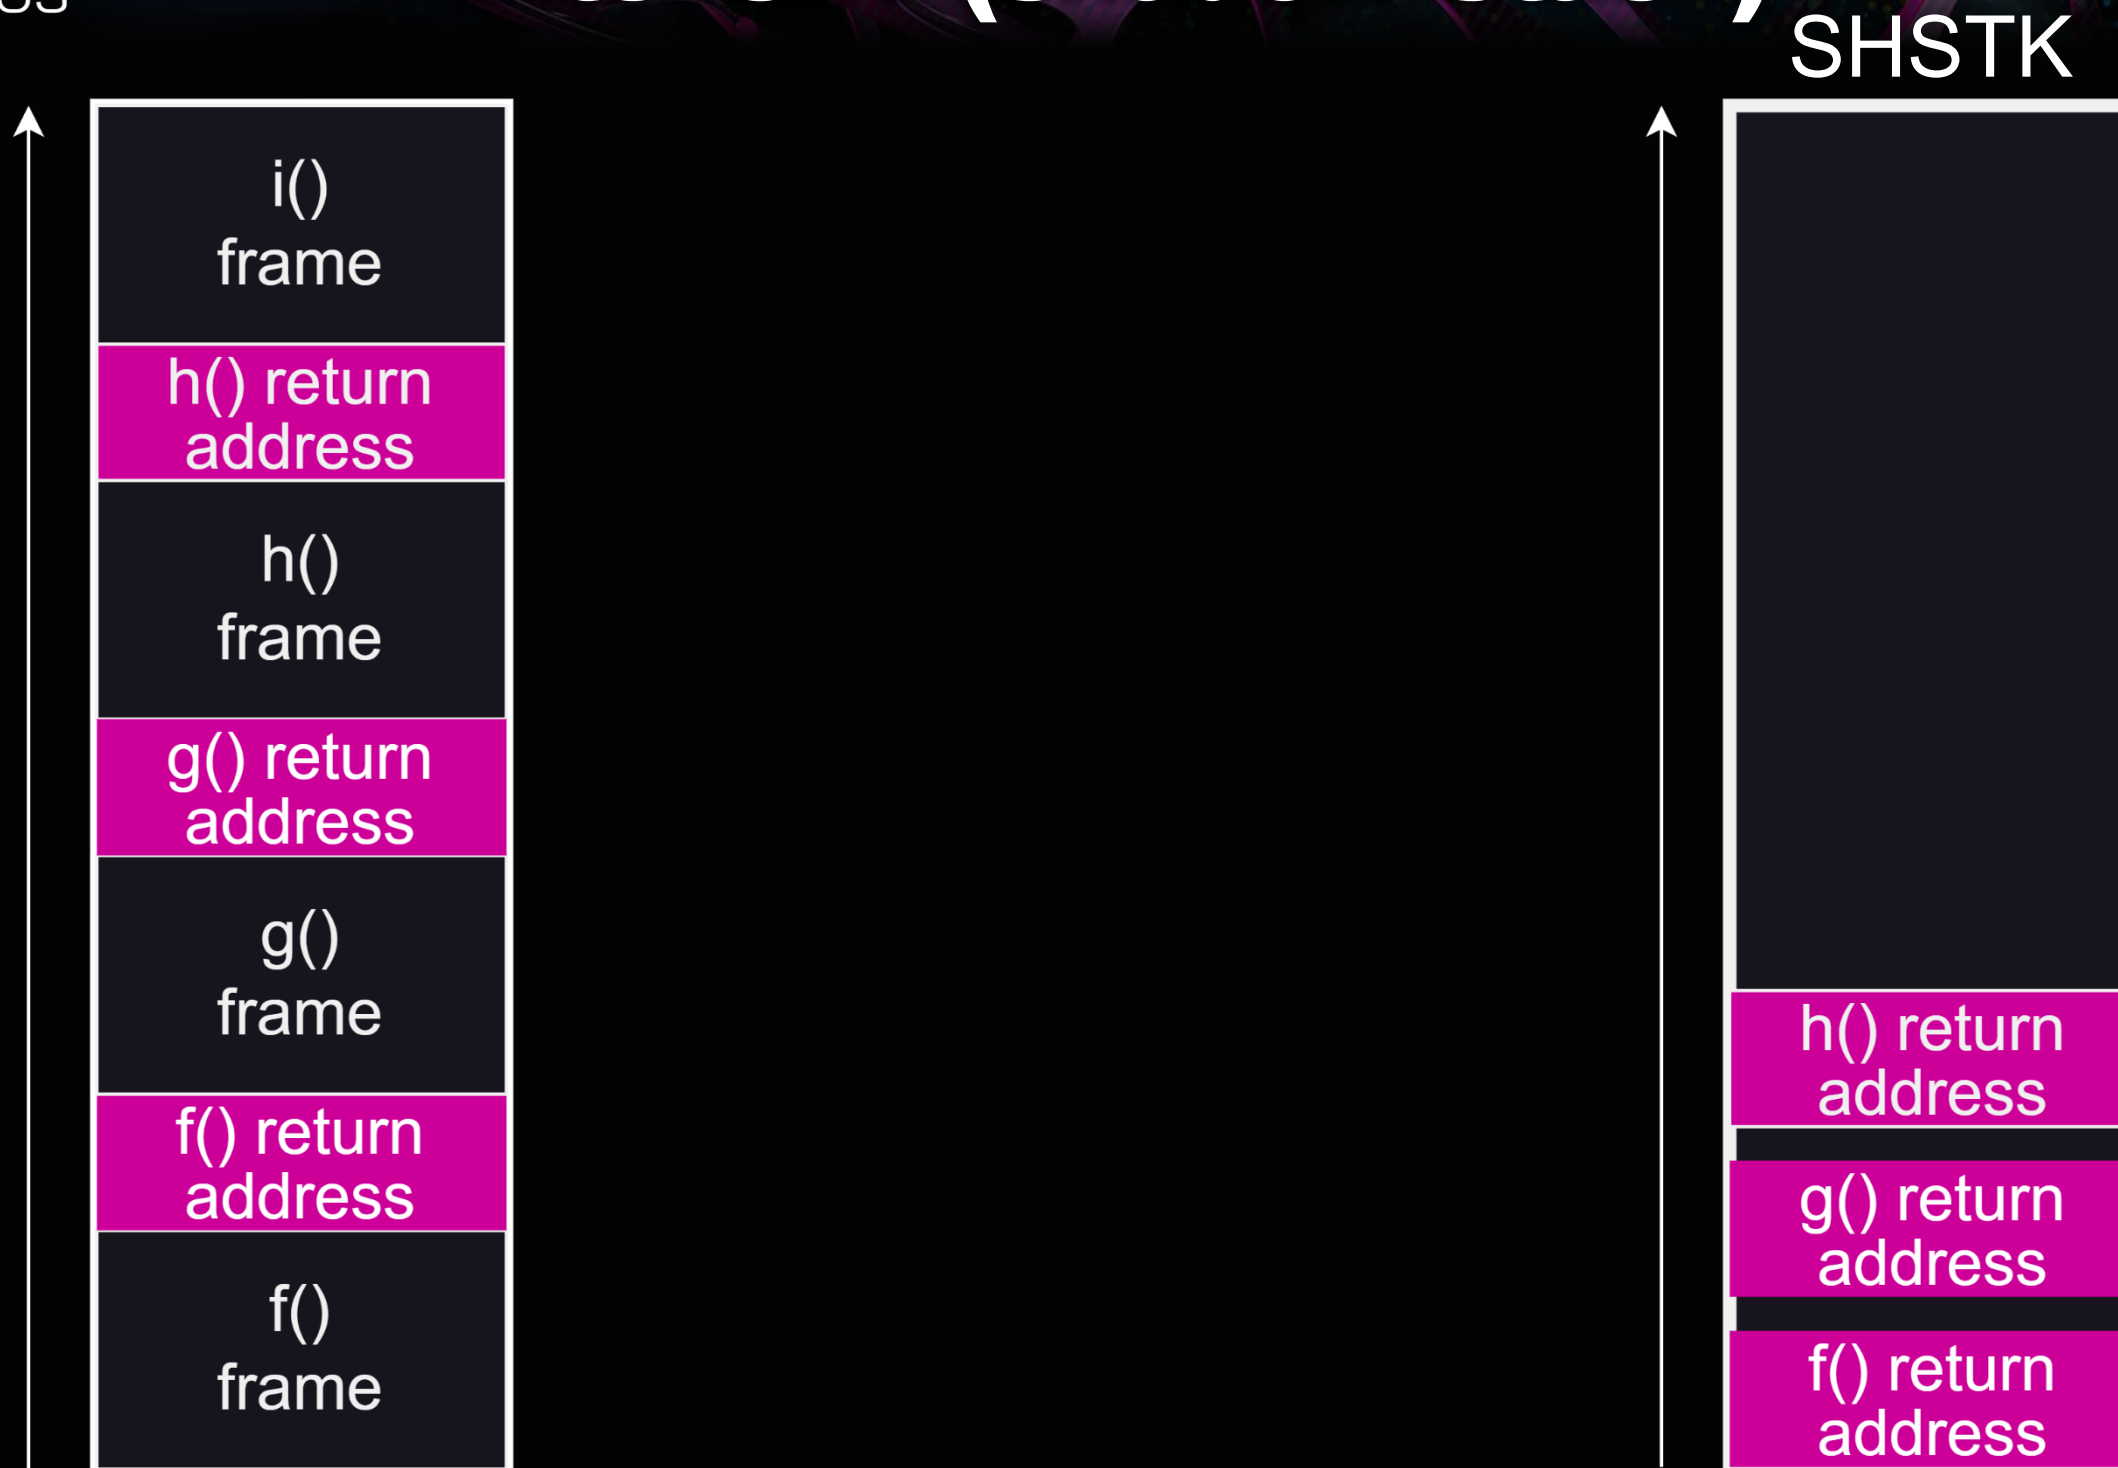 SHSTK
i()
frame
h() return
address
h()
frame
g() return
address
g()
frame
f() return
address
f()
frame
h() return
address
g() return
address
f() return
address